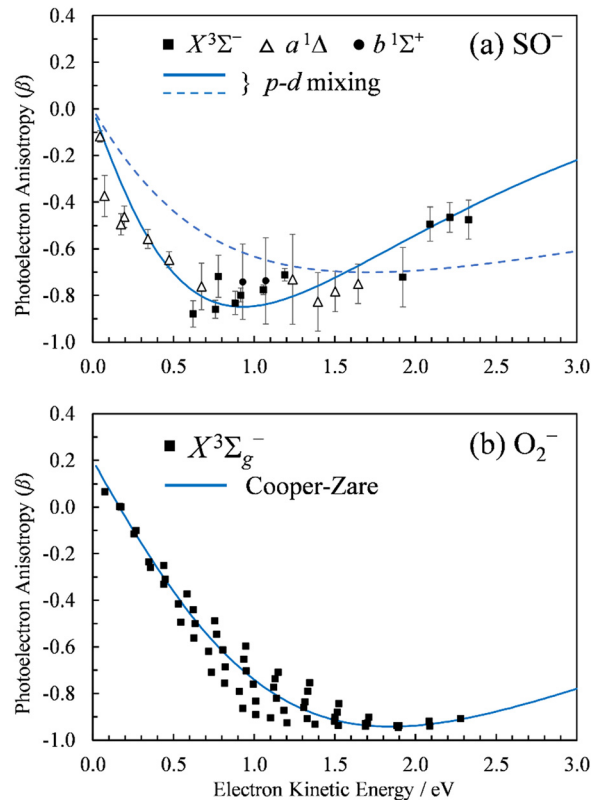 (a) SO⁻
X³Σ⁻ a¹Δ b¹Σ⁺
} p-d mixing
Photoelectron Anisotropy (β)
0.4
0.2
0.0
-0.2
-0.4
-0.6
-0.8
-1.0
0.0 0.5 1.0 1.5 2.0 2.5 3.0
(b) O₂⁻
X³Σg⁻
Cooper-Zare
Photoelectron Anisotropy (β)
0.4
0.2
0.0
-0.2
-0.4
-0.6
-0.8
-1.0
0.0 0.5 1.0 1.5 2.0 2.5 3.0
Electron Kinetic Energy / eV